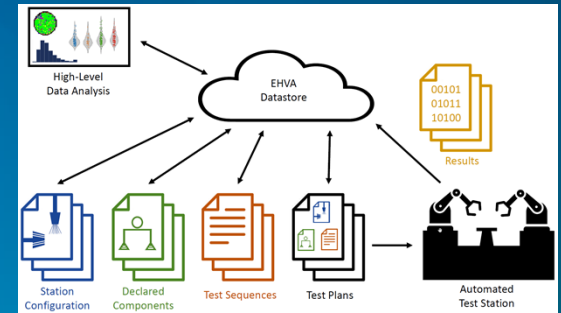 High-Level
Data Analysis
EHVA
Datastore
00101
01011
10100
Results
Station
Configuration
Declared
Components
Test Sequences
Test Plans
Automated
Test Station